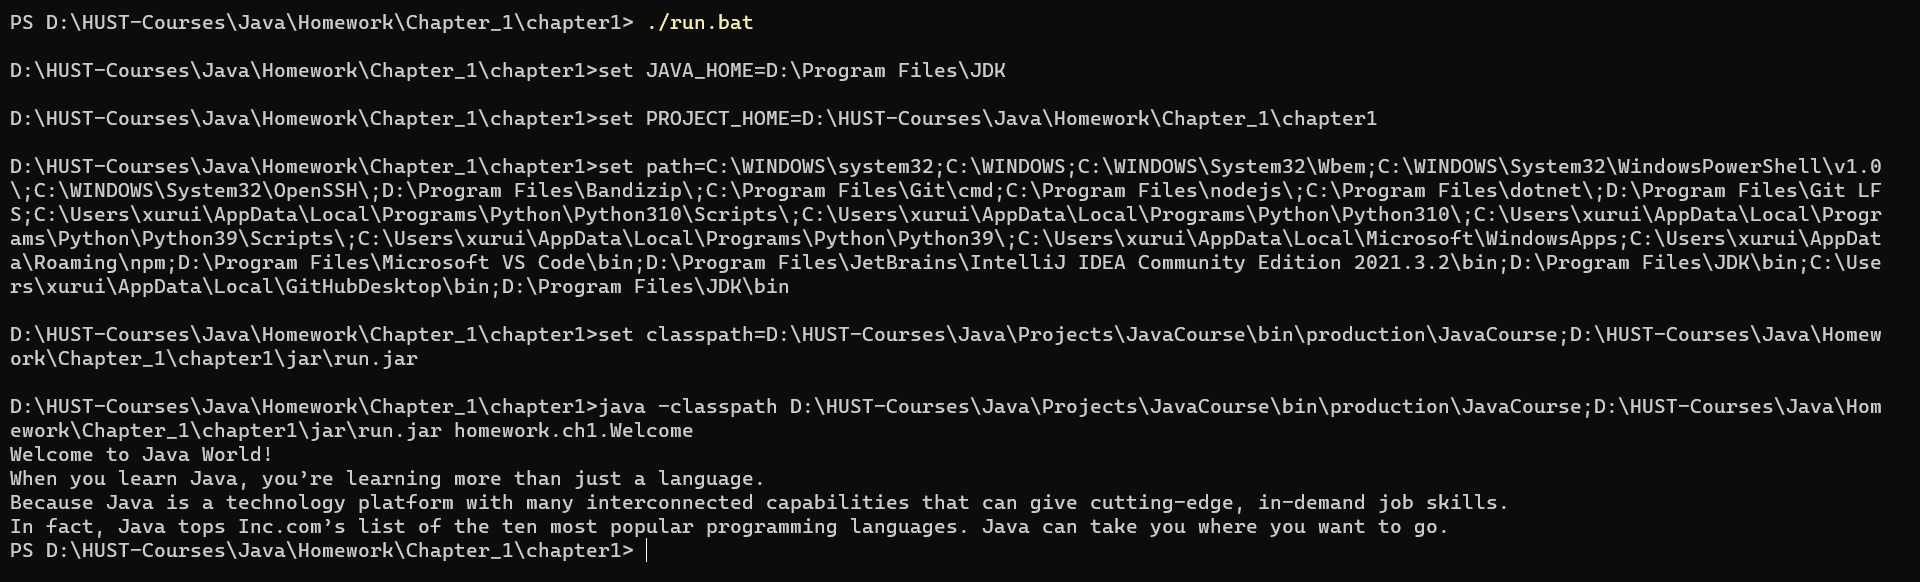 PS D:\HUST-Courses\Java\Homework\Chapter_1\chapter1> ./run.bat
D:\HUST-Courses\Java\Homework\Chapter_1\chapter1>set JAVA_HOME=D:\Program Files\JDK
D:\HUST-Courses\Java\Homework\Chapter_1\chapter1>set PROJECT_HOME=D:\HUST-Courses\Java\Homework\Chapter_1\chapter1
D:\HUST-Courses\Java\Homework\Chapter_1\chapter1>set path=C:\WINDOWS\system32;C:\WINDOWS;C:\WINDOWS\System32\Wbem;C:\WINDOWS\System32\WindowsPowerShell\v1.0
\;C:\WINDOWS\System32\OpenSSH\;D:\Program Files\Bandizip\;C:\Program Files\Git\cmd;C:\Program Files\nodejs\;C:\Program Files\dotnet\;D:\Program Files\Git LF
S;C:\Users\xurui\AppData\Local\Programs\Python\Python310\Scripts\;C:\Users\xurui\AppData\Local\Programs\Python\Python310\;C:\Users\xurui\AppData\Local\Progr
ams\Python\Python39\Scripts\;C:\Users\xurui\AppData\Local\Programs\Python\Python39\;C:\Users\xurui\AppData\Local\Microsoft\WindowsApps;C:\Users\xurui\AppDat
a\Roaming\npm;D:\Program Files\Microsoft VS Code\bin;D:\Program Files\JetBrains\IntelliJ IDEA Community Edition 2021.3.2\bin;D:\Program Files\JDK\bin;C:\Use
rs\xurui\AppData\Local\GitHubDesktop\bin;D:\Program Files\JDK\bin
D:\HUST-Courses\Java\Homework\Chapter_1\chapter1>set classpath=D:\HUST-Courses\Java\Projects\JavaCourse\bin\production\JavaCourse;D:\HUST-Courses\Java\Homew
ork\Chapter_1\chapter1\jar\run.jar
D:\HUST-Courses\Java\Homework\Chapter_1\chapter1>java -classpath D:\HUST-Courses\Java\Projects\JavaCourse\bin\production\JavaCourse;D:\HUST-Courses\Java\Hom
ework\Chapter_1\chapter1\jar\run.jar homework.ch1.Welcome
Welcome to Java World!
When you learn Java, you’re learning more than just a language.
Because Java is a technology platform with many interconnected capabilities that can give cutting-edge, in-demand job skills.
In fact, Java tops Inc.com’s list of the ten most popular programming languages. Java can take you where you want to go.
PS D:\HUST-Courses\Java\Homework\Chapter_1\chapter1>